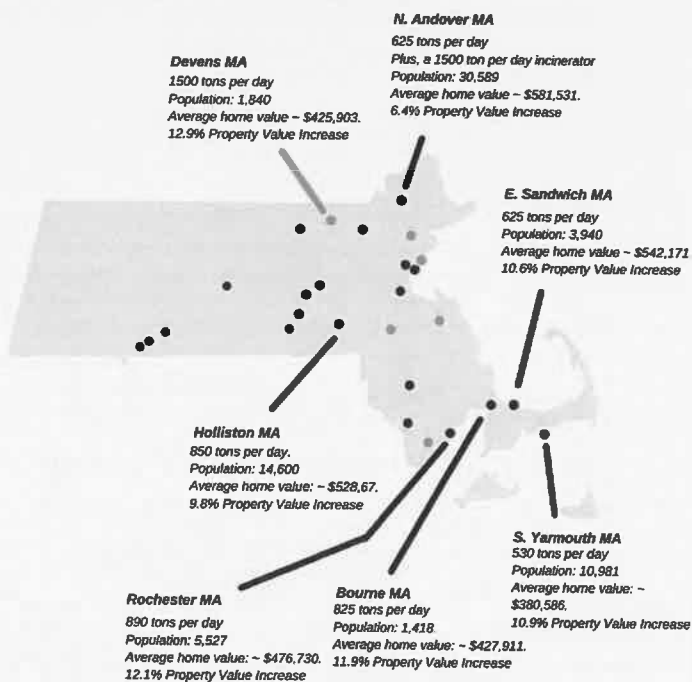 N. Andover MA
625 tons per day
Plus, a 1500 ton per day incinerator
Population: 30,589
Average home value ~ $581,531.
6.4% Property Value Increase
Devens MA
1500 tons per day
Population: 1,840
Average home value ~ $425,903.
12.9% Property Value Increase
E. Sandwich MA
625 tons per day
Population: 3,940
Average home value ~ $542,171
10.6% Property Value Increase
Holliston MA
850 tons per day.
Population: 14,600
Average home value: ~ $528,67.
9.8% Property Value Increase
S. Yarmouth MA
530 tons per day
Population: 10,981
Average home value: ~
$380,586.
10.9% Property Value Increase
Rochester MA
890 tons per day
Population: 5,527
Average home value: ~ $476,730.
12.1% Property Value Increase
Bourne MA
825 tons per day
Population: 1,418
Average home value: ~ $427,911.
11.9% Property Value Increase